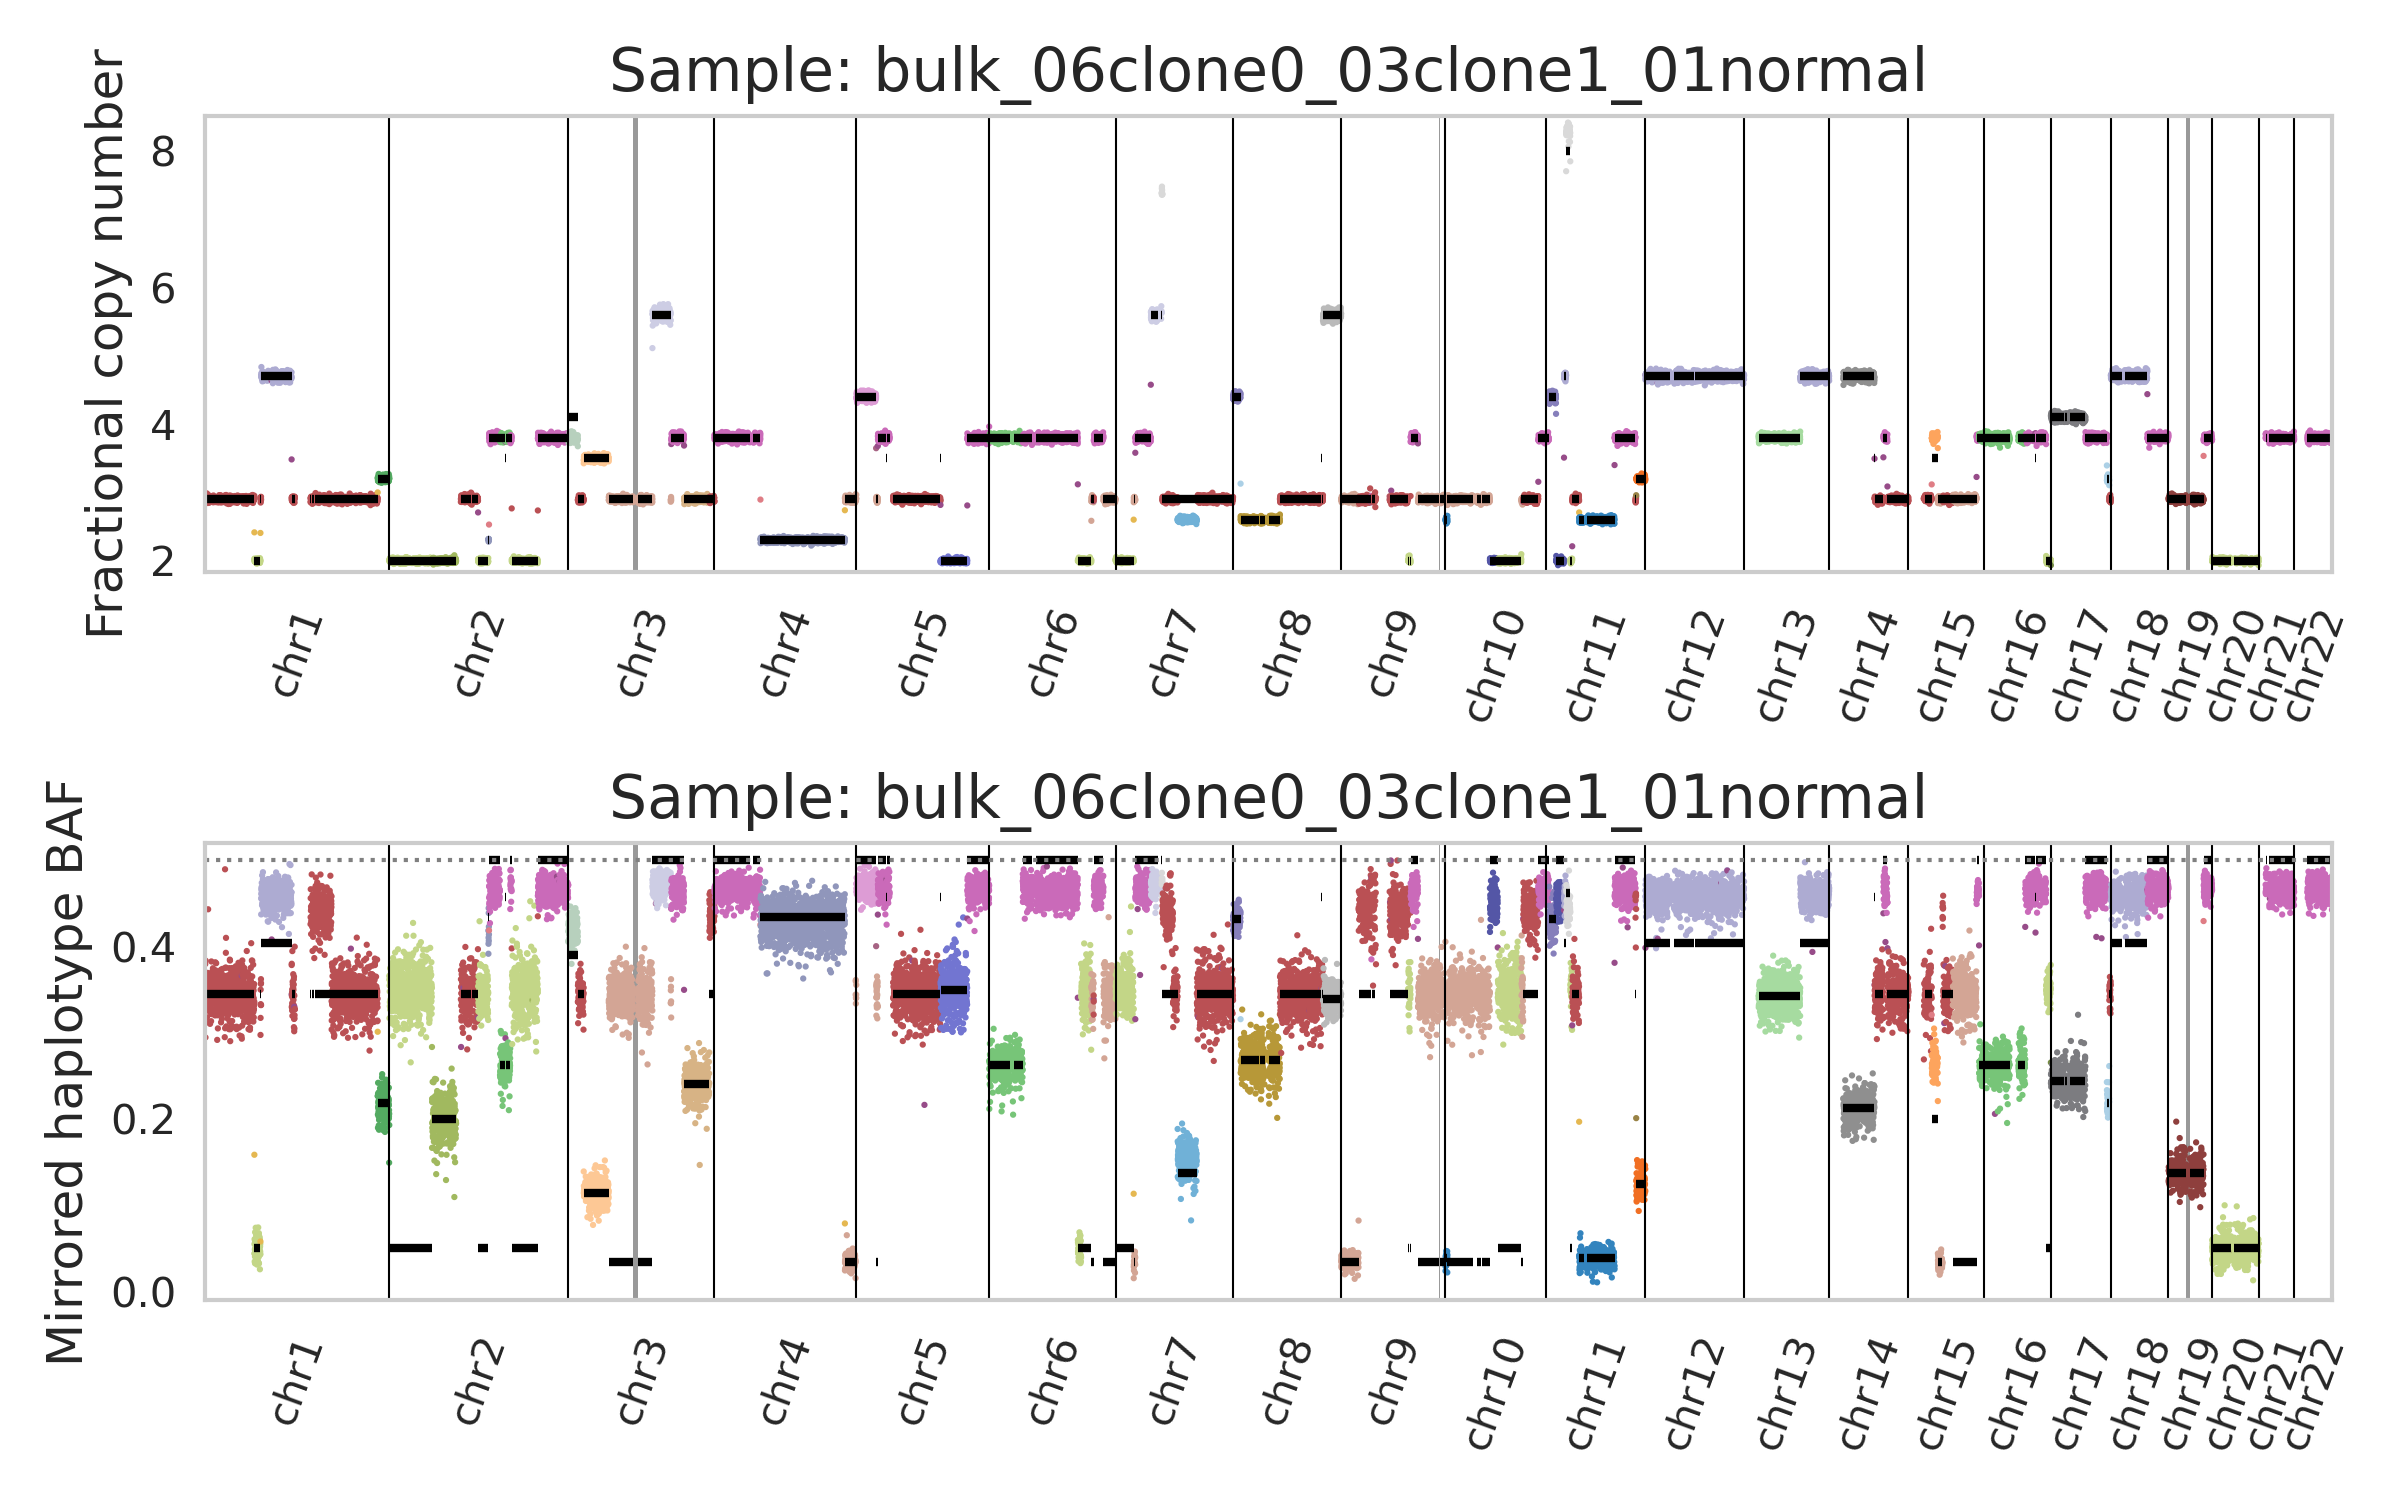 Sample: bulk_06clone0_03clone1_01normal
Fractional copy number
8
6
4
2
chr1 chr2 chr3 chr4 chr5 chr6 chr7 chr8 chr9 chr10 chr11 chr12 chr13 chr14 chr15 chr16 chr17 chr18 chr19 chr20 chr21 chr22
Sample: bulk_06clone0_03clone1_01normal
Mirrored haplotype BAF
0.4
0.2
0.0
chr1 chr2 chr3 chr4 chr5 chr6 chr7 chr8 chr9 chr10 chr11 chr12 chr13 chr14 chr15 chr16 chr17 chr18 chr19 chr20 chr21 chr22